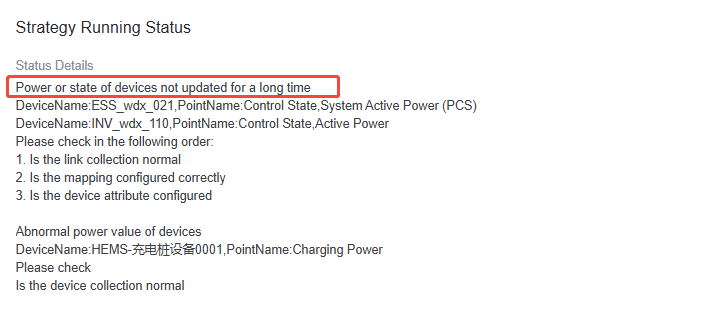 Strategy Running Status
Status Details
Power or state of devices not updated for a long time
DeviceName:ESS_wdx_021,PointName:Control State,System Active Power (PCS)
DeviceName:INV_wdx_110,PointName:Control State,Active Power
Please check in the following order:
1. Is the link collection normal
2. Is the mapping configured correctly
3. Is the device attribute configured
Abnormal power value of devices
DeviceName:HEMS-充电桩设备0001,PointName:Charging Power
Please check
Is the device collection normal